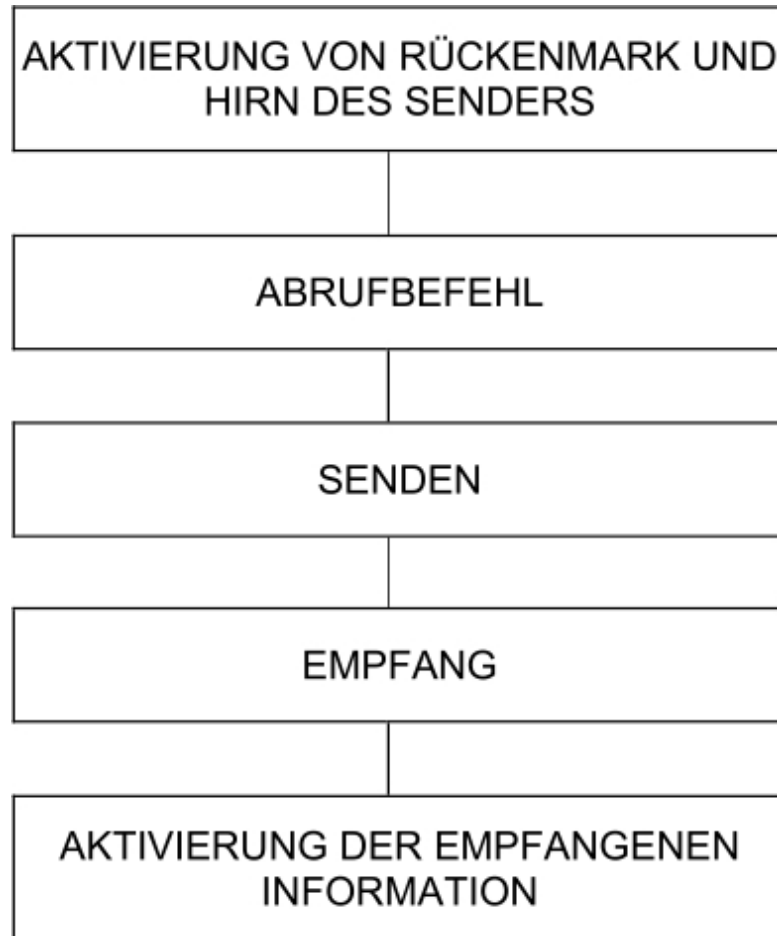 AKTIVIERUNG VON RÜCKENMARK UND
HIRN DES SENDERS
ABRUFBEFEHL
SENDEN
EMPFANG
AKTIVIERUNG DER EMPFANGENEN
INFORMATION